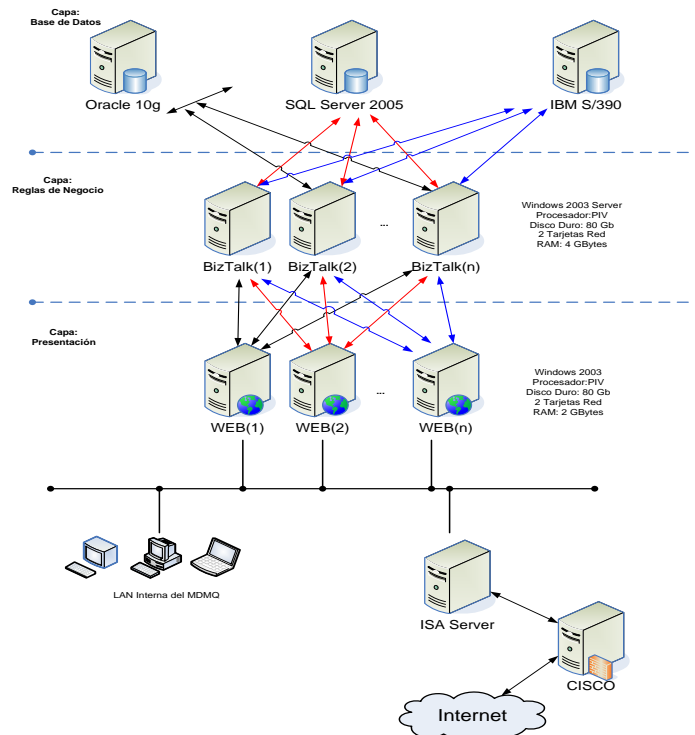 Capa:
Base de Datos
Oracle 10g
SQL Server 2005
IBM S/390
Capa:
Reglas de Negocio
BizTalk(1)
BizTalk(2)
...
BizTalk(n)
Windows 2003 Server
Procesador:PIV
Disco Duro: 80 Gb
2 Tarjetas Red
RAM: 4 GBytes
Capa:
Presentación
WEB(1)
WEB(2)
...
WEB(n)
Windows 2003
Procesador:PIV
Disco Duro: 80 Gb
2 Tarjetas Red
RAM: 2 GBytes
LAN Interna del MDMQ
ISA Server
CISCO
Internet